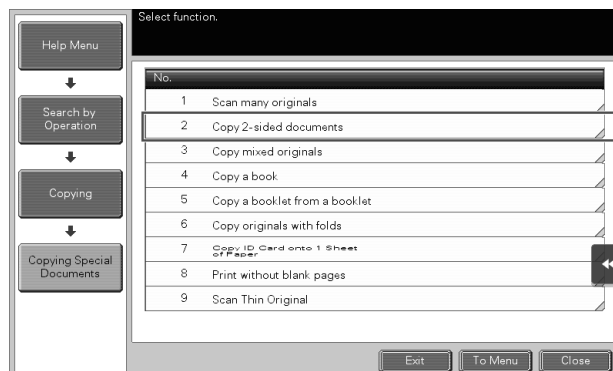 Select function.
Help Menu
Search by
Operation
Copying
Copying Special
Documents
No.
1 Scan many originals
2 Copy 2-sided documents
3 Copy mixed originals
4 Copy a book
5 Copy a booklet from a booklet
6 Copy originals with folds
7 Copy ID Card onto 1 Sheet
of Paper
8 Print without blank pages
9 Scan Thin Original
Exit To Menu Close